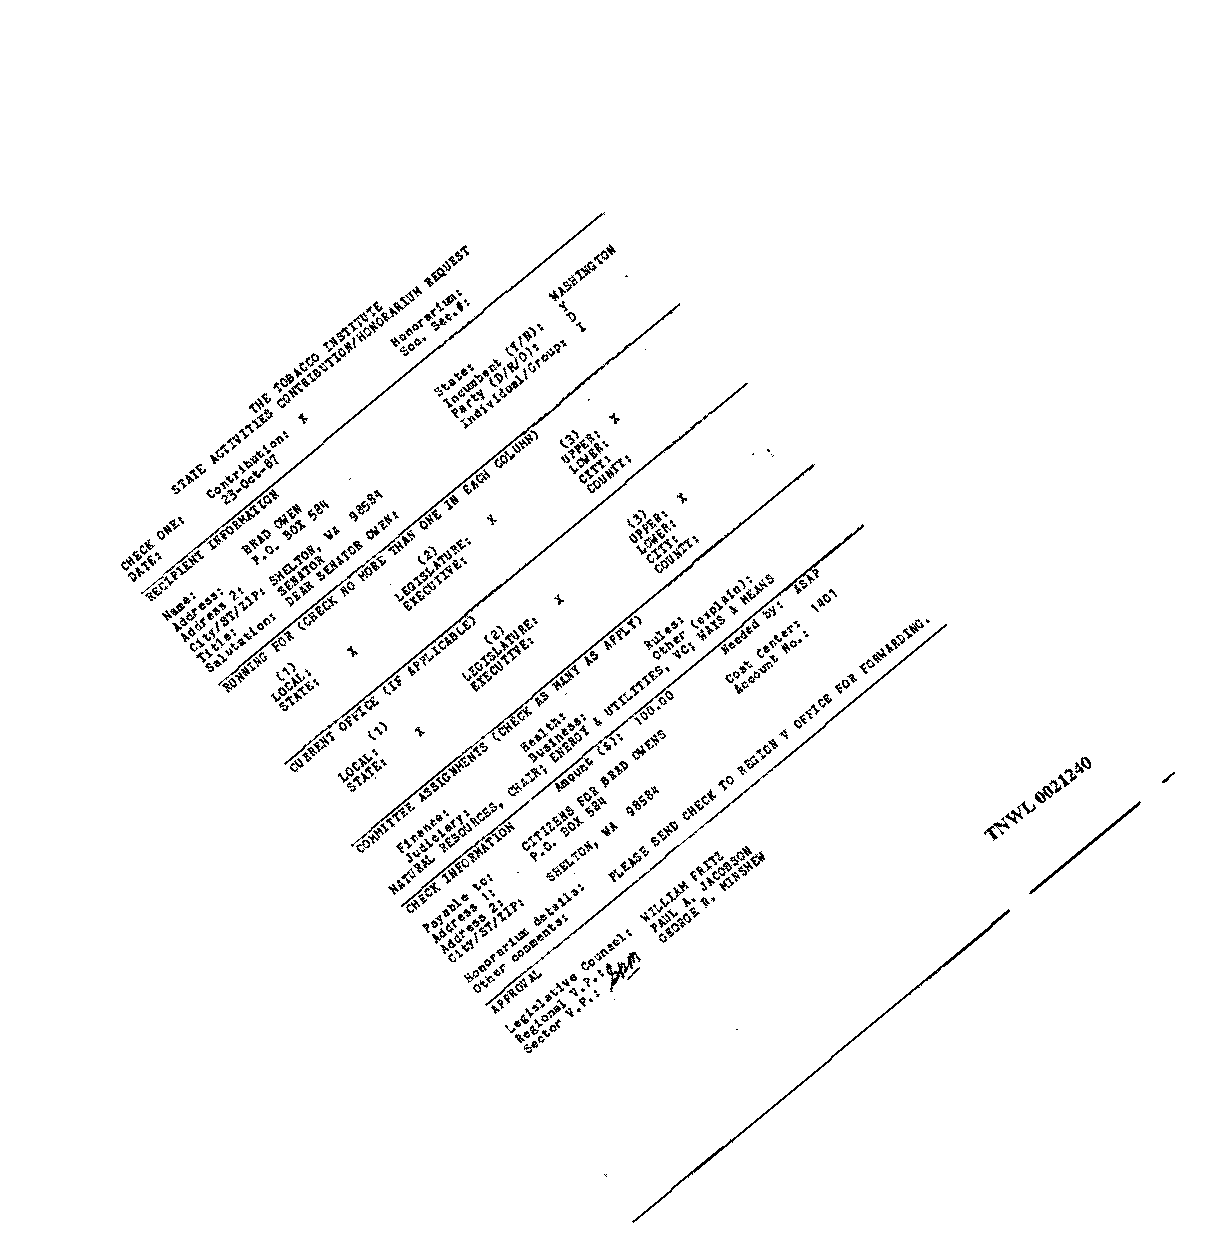 THE TOBACCO INSTITUTE
STATE ACTIVITIES CONTRIBUTION/HONORARIUM REQUEST
CHECK ONE: Contribution: X Honorarium:
DATE: 23-Oct-87 Soc. Sec.#:
RECIPIENT INFORMATION
Name: BRAD OWEN State: WASHINGTON
Address: P.O. BOX 584 Incumbent (Y/N): Y
Address 2: Party (D/R/O): D
City/ST/ZIP: SHELTON, WA 98584 Individual/Group: I
Title: SENATOR
Salutation: DEAR SENATOR OWEN:
RUNNING FOR (CHECK NO MORE THAN ONE IN EACH COLUMN)
(1) (2) (3)
LOCAL: LEGISLATURE: X UPPER: X
STATE: X EXECUTIVE: LOWER:
CITY:
COUNTY:
CURRENT OFFICE (IF APPLICABLE)
(1) (2) (3)
LOCAL: LEGISLATURE: X UPPER: X
STATE: X EXECUTIVE: LOWER:
CITY:
COUNTY:
COMMITTEE ASSIGNMENTS (CHECK AS MANY AS APPLY)
Finance: Health: Rules:
Judiciary: Business: Other (explain):
NATURAL RESOURCES, CHAIR; ENERGY & UTILITIES, VC; WAYS & MEANS
CHECK INFORMATION Amount ($): 100.00 Needed by: ASAP
Payable to: CITIZENS FOR BRAD OWENS Cost Center: 1401
Address 1: P.O. BOX 584 Account No.:
Address 2:
City/ST/ZIP: SHELTON, WA 98584
Honorarium details:
Other comments: PLEASE SEND CHECK TO REGION V OFFICE FOR FORWARDING.
APPROVAL
Legislative Counsel: WILLIAM FRITZ
Regional V.P.: PAUL A. JACOBSON
Sector V.P.: GEORGE R. MINSHEW
TNWL 0021240